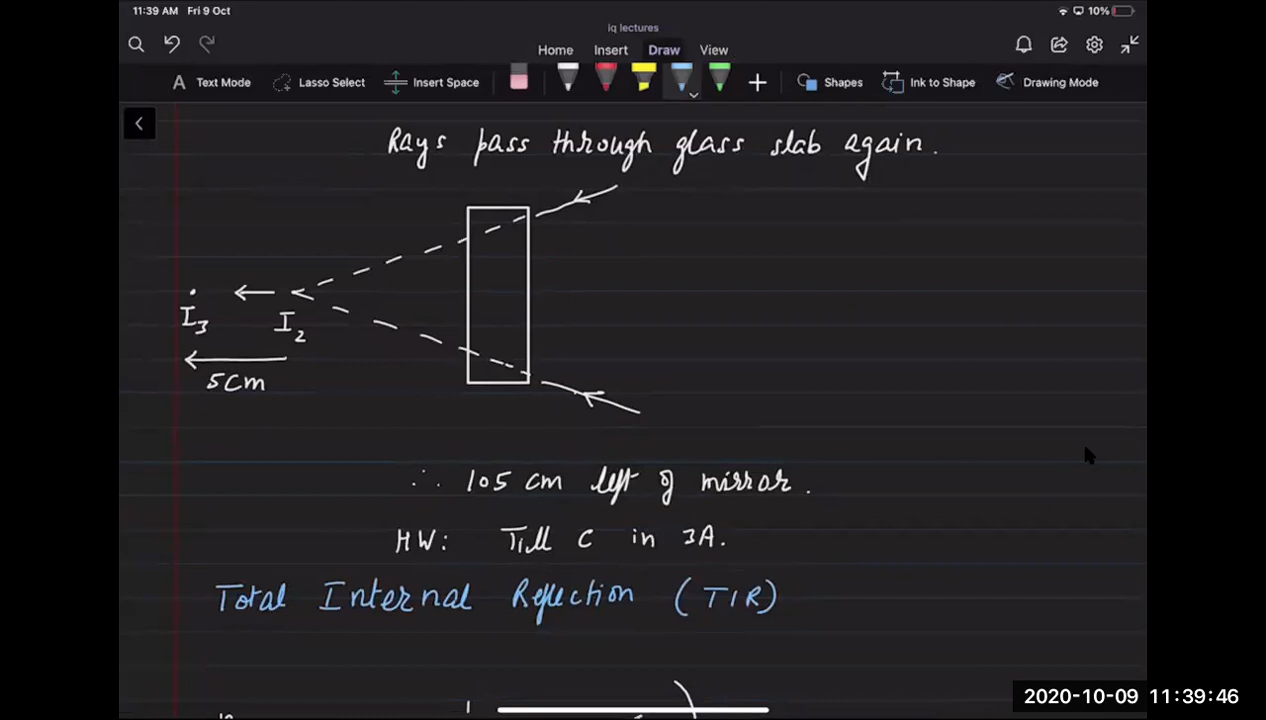 11:39 AM Fri 9 Oct
10%
iq lectures
Home Insert Draw View
Text Mode Lasso Select Insert Space Shapes Ink to Shape Drawing Mode
Rays pass through glass slab again.
I3 I2
5cm
∴ 105 cm left of mirror.
HW: Till C in 3A.
Total Internal Reflection (TIR)
2020-10-09 11:39:46